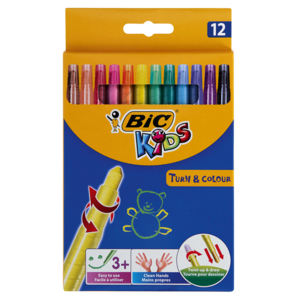 12
BiC
KiDS
TURN & COLOUR
3+
Easy to use
Facile à utiliser
Clean Hands
Mains propres
Twist-up & draw
Tourne pour dessiner